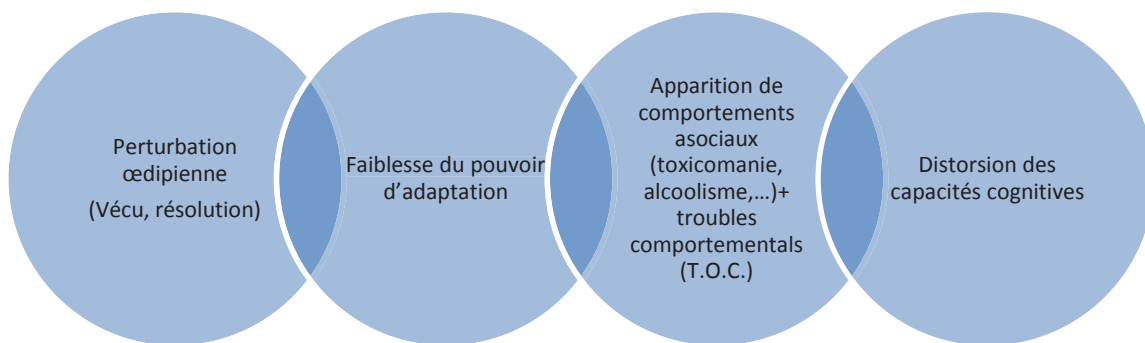 Perturbation
œdipienne
(Vécu, résolution)
Faiblesse du pouvoir
d’adaptation
Apparition de
comportements
asociaux
(toxicomanie,
alcoolisme,…)+
troubles
comportementals
(T.O.C.)
Distorsion des
capacités cognitives